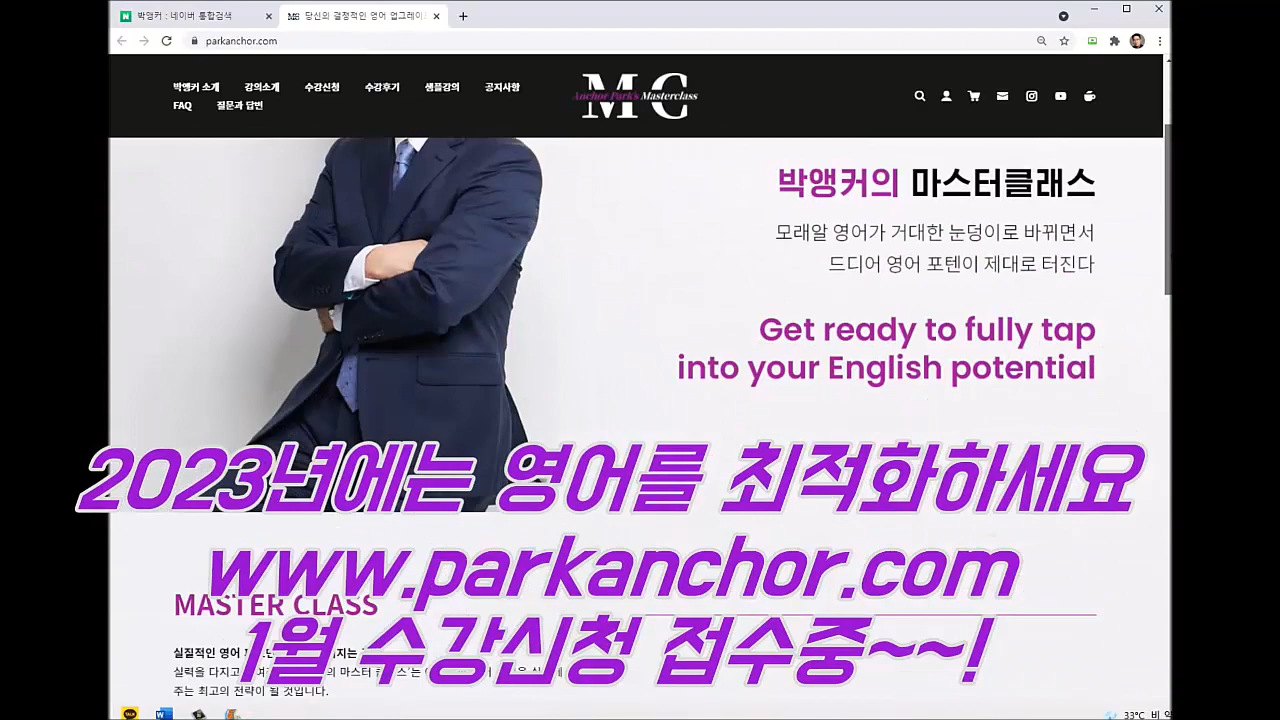 박앵커 : 네이버 통합검색
당신의 결정적인 영어 업그레이
parkanchor.com
박앵커 소개 강의소개 수강신청 수강후기 샘플강의 공지사항
FAQ 질문과 답변
MC
Anchor Park's Masterclass
박앵커의 마스터클래스
모래알 영어가 거대한 눈덩이로 바뀌면서
드디어 영어 포텐이 제대로 터진다
Get ready to fully tap
into your English potential
2023년에는 영어를 최적화하세요
www.parkanchor.com
MASTER CLASS
1월 수강신청 접수중~~!
실질적인 영어
실력을 다지고
주는 최고의 전략이 될 것입니다.
33°C